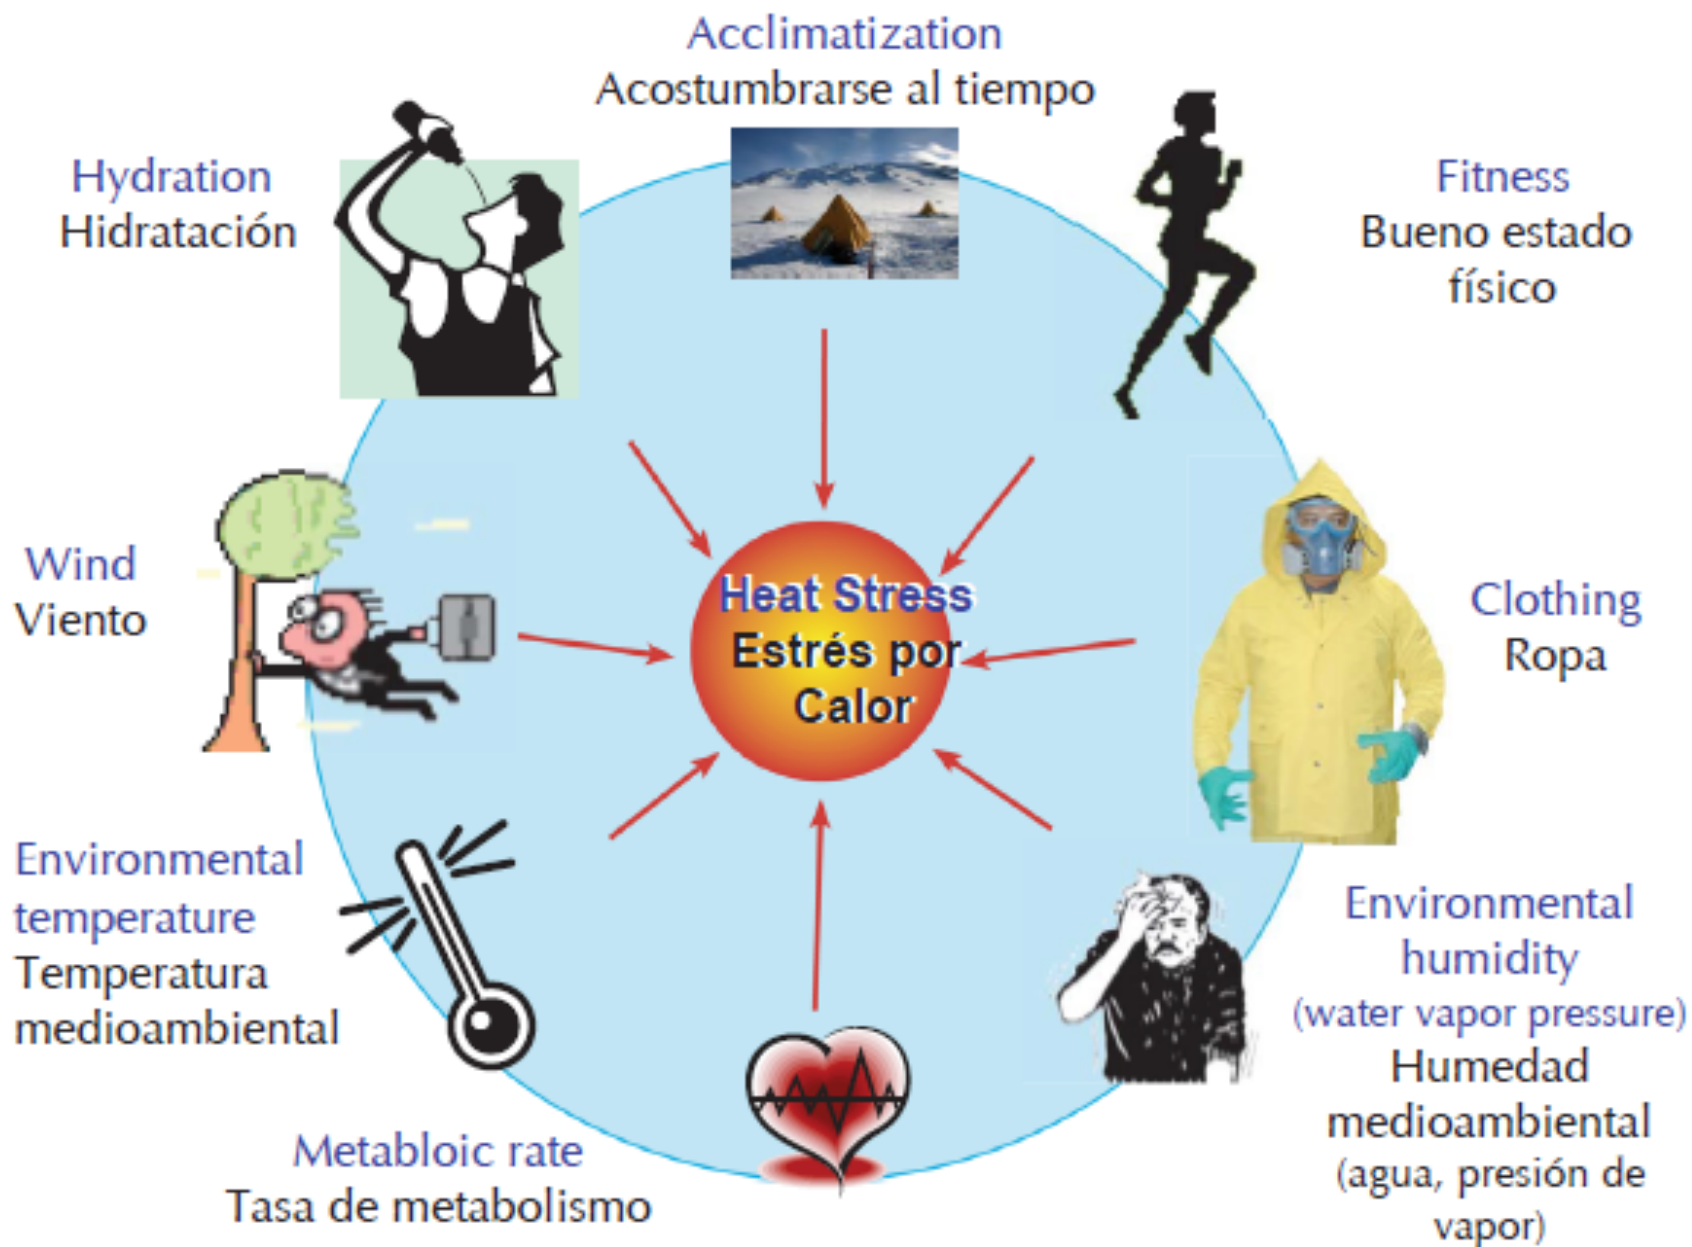 Acclimatization
Acostumbrarse al tiempo
Hydration
Hidratación
Fitness
Bueno estado
físico
Wind
Viento
Heat Stress
Estrés por
Calor
Clothing
Ropa
Environmental
temperature
Temperatura
medioambiental
Environmental
humidity
(water vapor pressure)
Humedad
medioambiental
(agua, presión de
vapor)
Metabloic rate
Tasa de metabolismo